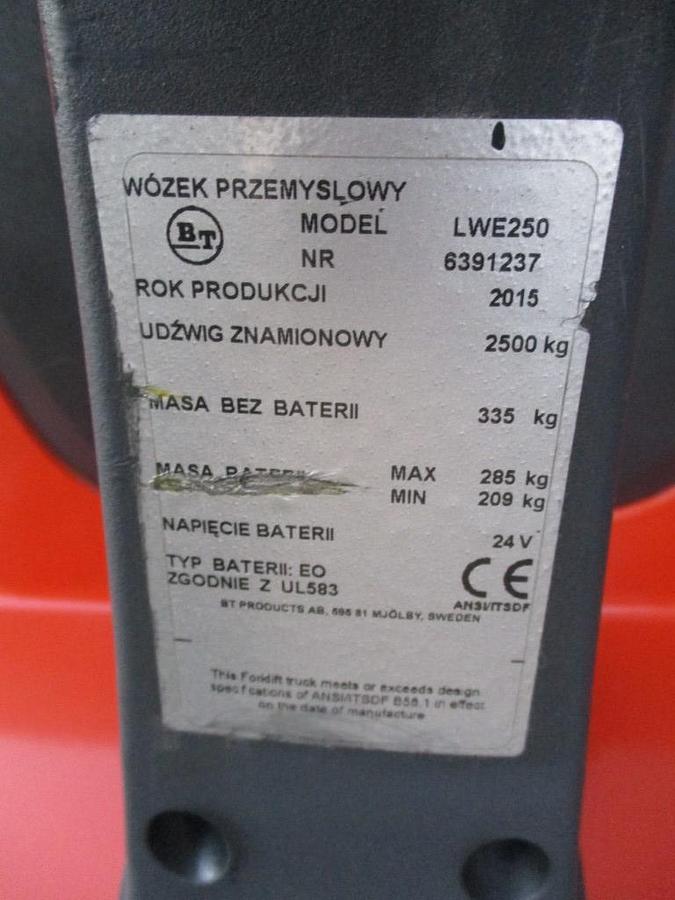 WÓZEK PRZEMYSŁOWY
BT MODEL LWE250
NR 6391237
ROK PRODUKCJI 2015
UDŹWIG ZNAMIONOWY 2500 kg
MASA BEZ BATERII 335 kg
MASA BATERII MAX 285 kg
MIN 209 kg
NAPIĘCIE BATERII 24 V
TYP BATERII: EO
ZGODNIE Z UL583
CE
ANSI/ITSDF
BT PRODUCTS AB, 595 81 MJÖLBY, SWEDEN
This Forklift truck meets or exceeds design
specifications of ANSI/ITSDF B56.1 in effect
on the date of manufacture